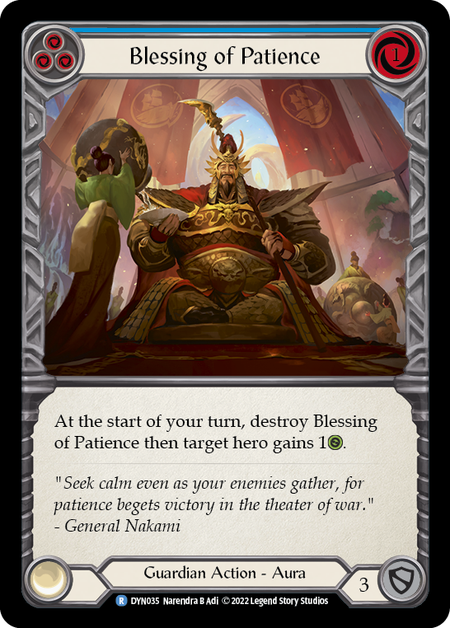 Blessing of Patience
1
At the start of your turn, destroy Blessing
of Patience then target hero gains 1.
"Seek calm even as your enemies gather, for
patience begets victory in the theater of war."
- General Nakami
Guardian Action - Aura
3
R DYN035 Narendra B Adi © 2022 Legend Story Studios